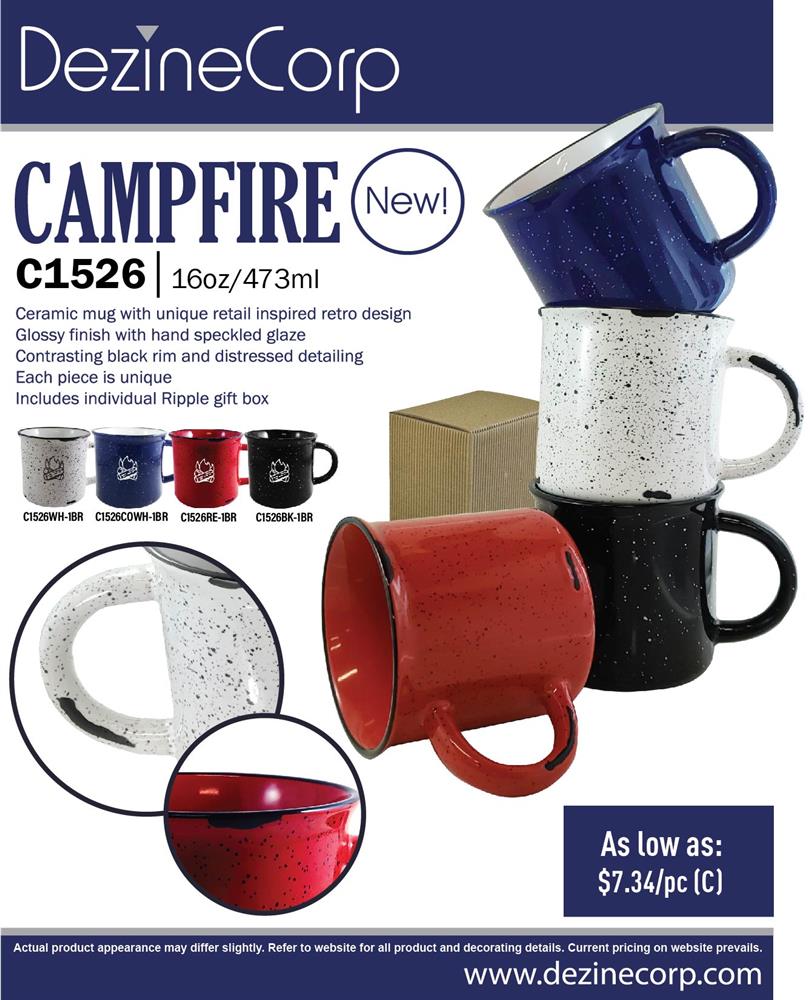 DezineCorp
CAMPFIRE
New!
C1526 | 16oz/473ml
Ceramic mug with unique retail inspired retro design
Glossy finish with hand speckled glaze
Contrasting black rim and distressed detailing
Each piece is unique
Includes individual Ripple gift box
C1526WH-1BR C1526COWH-1BR C1526RE-1BR C1526BK-1BR
As low as:
$7.34/pc (C)
Actual product appearance may differ slightly. Refer to website for all product and decorating details. Current pricing on website prevails.
www.dezinecorp.com